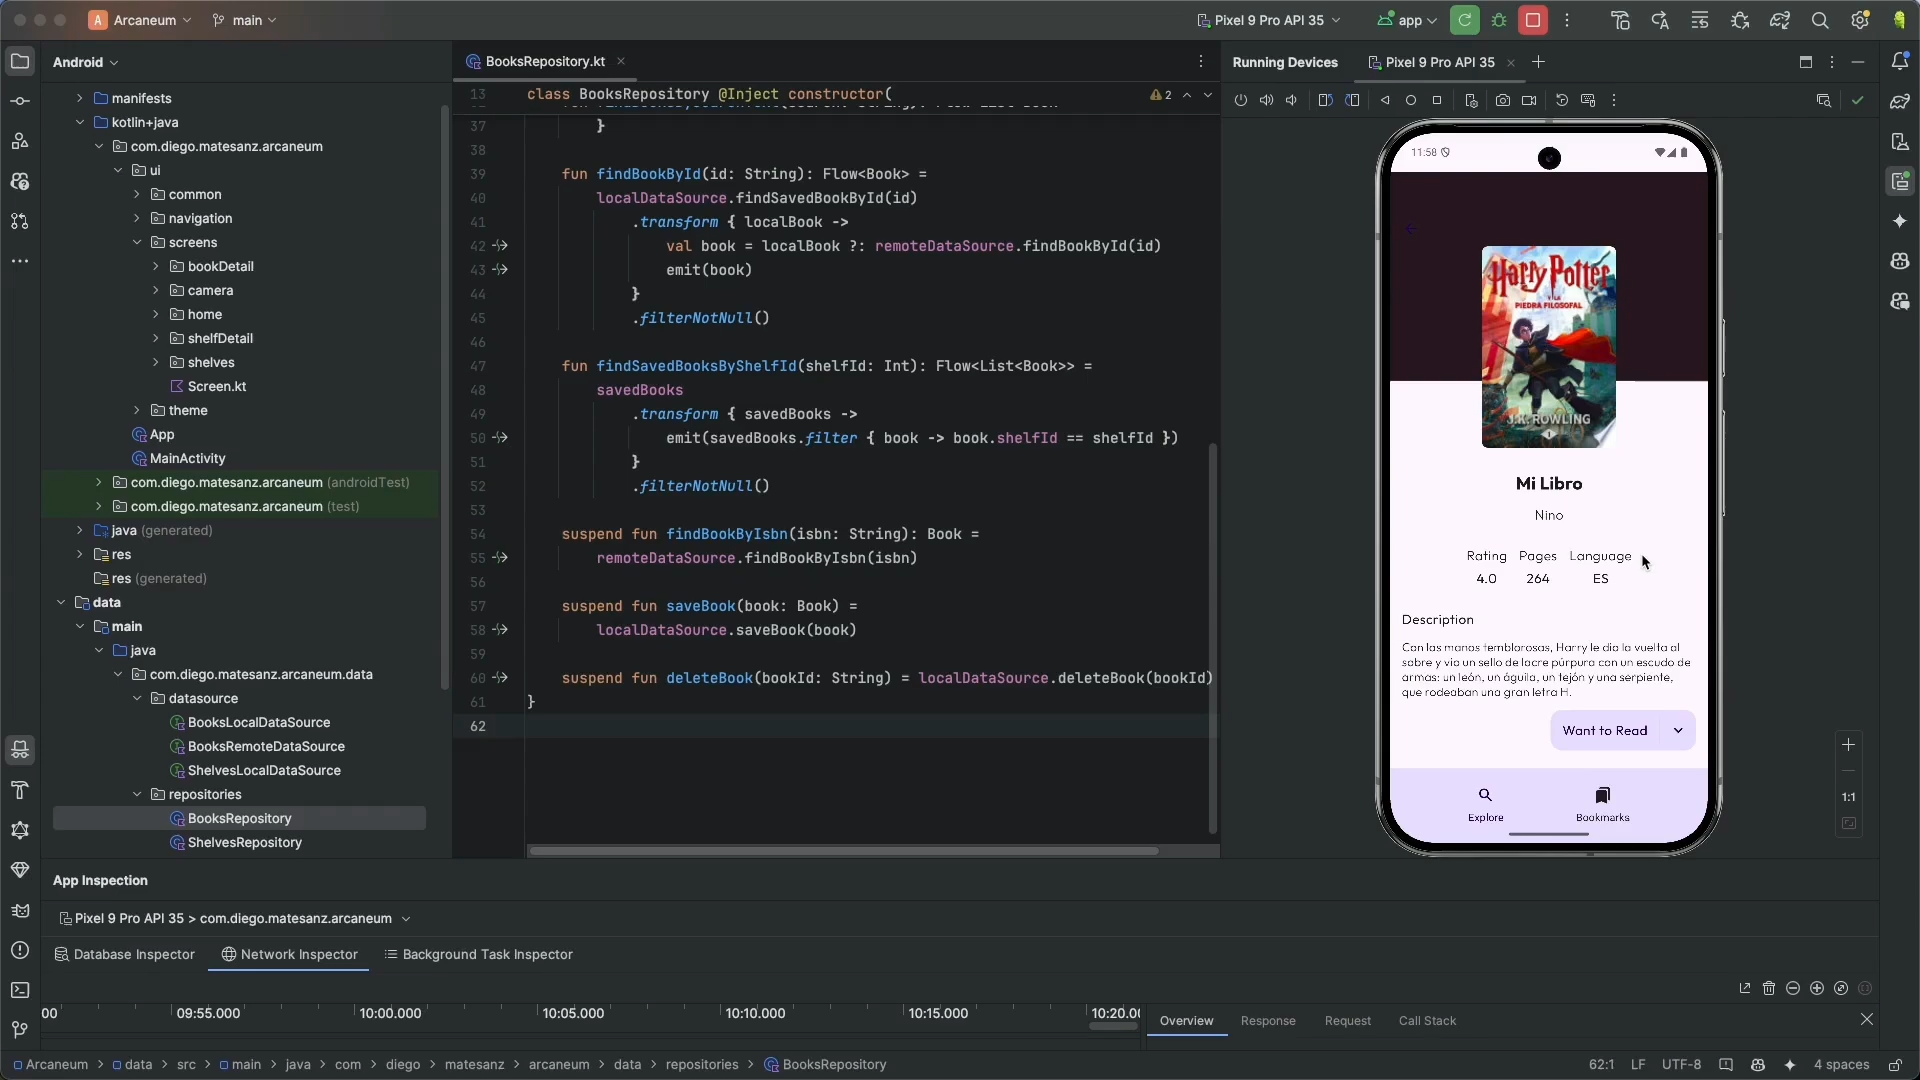 A Arcaneum main
Pixel 9 Pro API 35 app
Android
manifests
kotlin+java
com.diego.matesanz.arcaneum
ui
common
navigation
screens
bookDetail
camera
home
shelfDetail
shelves
Screen.kt
theme
App
MainActivity
com.diego.matesanz.arcaneum (androidTest)
com.diego.matesanz.arcaneum (test)
java (generated)
res
res (generated)
data
main
java
com.diego.matesanz.arcaneum.data
datasource
BooksLocalDataSource
BooksRemoteDataSource
ShelvesLocalDataSource
repositories
BooksRepository
ShelvesRepository
BooksRepository.kt
13 class BooksRepository @Inject constructor( 2
37 }
38
39 fun findBookById(id: String): Flow<Book> =
40 localDataSource.findSavedBookById(id)
41 .transform { localBook ->
42 val book = localBook ?: remoteDataSource.findBookById(id)
43 emit(book)
44 }
45 .filterNotNull()
46
47 fun findSavedBooksByShelfId(shelfId: Int): Flow<List<Book>> =
48 savedBooks
49 .transform { savedBooks ->
50 emit(savedBooks.filter { book -> book.shelfId == shelfId })
51 }
52 .filterNotNull()
53
54 suspend fun findBookByIsbn(isbn: String): Book =
55 remoteDataSource.findBookByIsbn(isbn)
56
57 suspend fun saveBook(book: Book) =
58 localDataSource.saveBook(book)
59
60 suspend fun deleteBook(bookId: String) = localDataSource.deleteBook(bookId)
61 }
62
Running Devices Pixel 9 Pro API 35
11:58
Harry Potter
Y LA
PIEDRA FILOSOFAL
J.K. ROWLING
1
Mi Libro
Nino
Rating Pages Language
4.0 264 ES
Description
Con las manos temblorosas, Harry le dio la vuelta al
sobre y vio un sello de lacre púrpura con un escudo de
armas: un león, un águila, un tejón y una serpiente,
que rodeaban una gran letra H.
Want to Read
Explore Bookmarks
1:1
App Inspection
Pixel 9 Pro API 35 > com.diego.matesanz.arcaneum
Database Inspector Network Inspector Background Task Inspector
00 09:55.000 10:00.000 10:05.000 10:10.000 10:15.000 10:20.0
Overview Response Request Call Stack
Arcaneum > data > src > main > java > com > diego > matesanz > arcaneum > data > repositories > BooksRepository
62:1 LF UTF-8 4 spaces